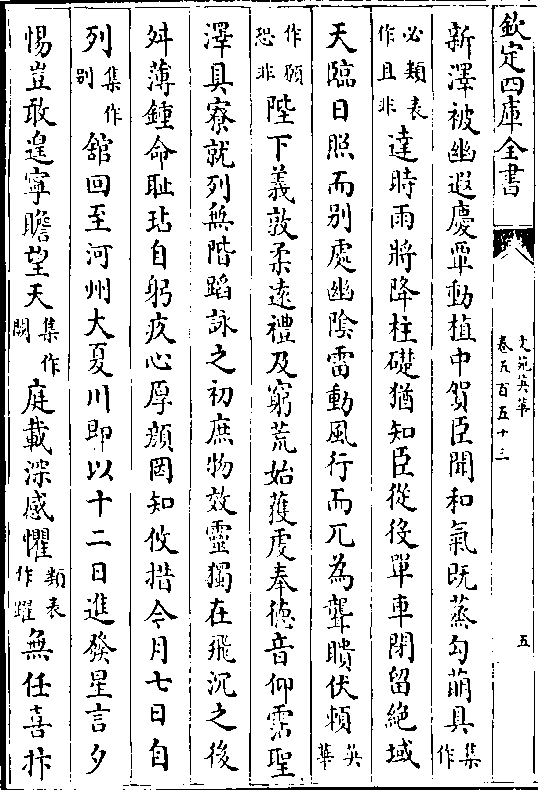 欽定四庫全書
文苑英華
卷五百五十三
五
新澤被幽遐慶覃動植中賀臣聞和氣既蒸勾萌具集作
必類表作且非達時雨將降柱礎猶知臣從後單車閉留絶域
天臨日照而别處幽陰雷動風行而兀為聾聵伏賴英華
作願恐非陛下義敦柔遠禮及窮荒始獲虔奉德音仰霑聖
澤具寮就列無階蹈詠之初庶物效靈獨在飛沉之後
舛薄鍾命耻玷自躬疚心厚顔罔知攸措今月七日自
列集作别舘回至河州大夏川即以十二日進發星言夕
惕豈敢遑寧瞻望天集作闕庭載深感懼類表作躍無任喜抃